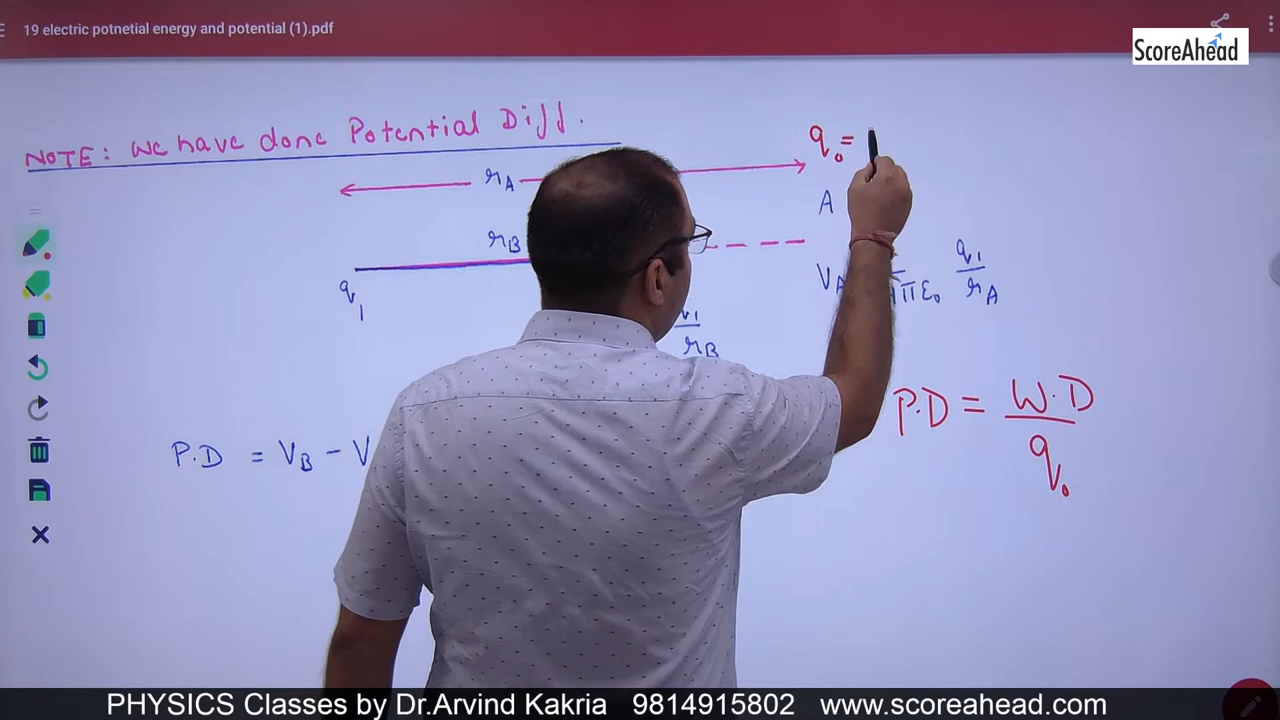 19 electric potnetial energy and potential (1).pdf
ScoreAhead
NOTE: We have done Potential Diff.
q₀ =
r_A
A
r_B
q₁
V_A
πε₀ q₁/r_A
r_B
P.D = W.D/q₀
P.D = V_B - V
PHYSICS Classes by Dr.Arvind Kakria 9814915802 www.scoreahead.com